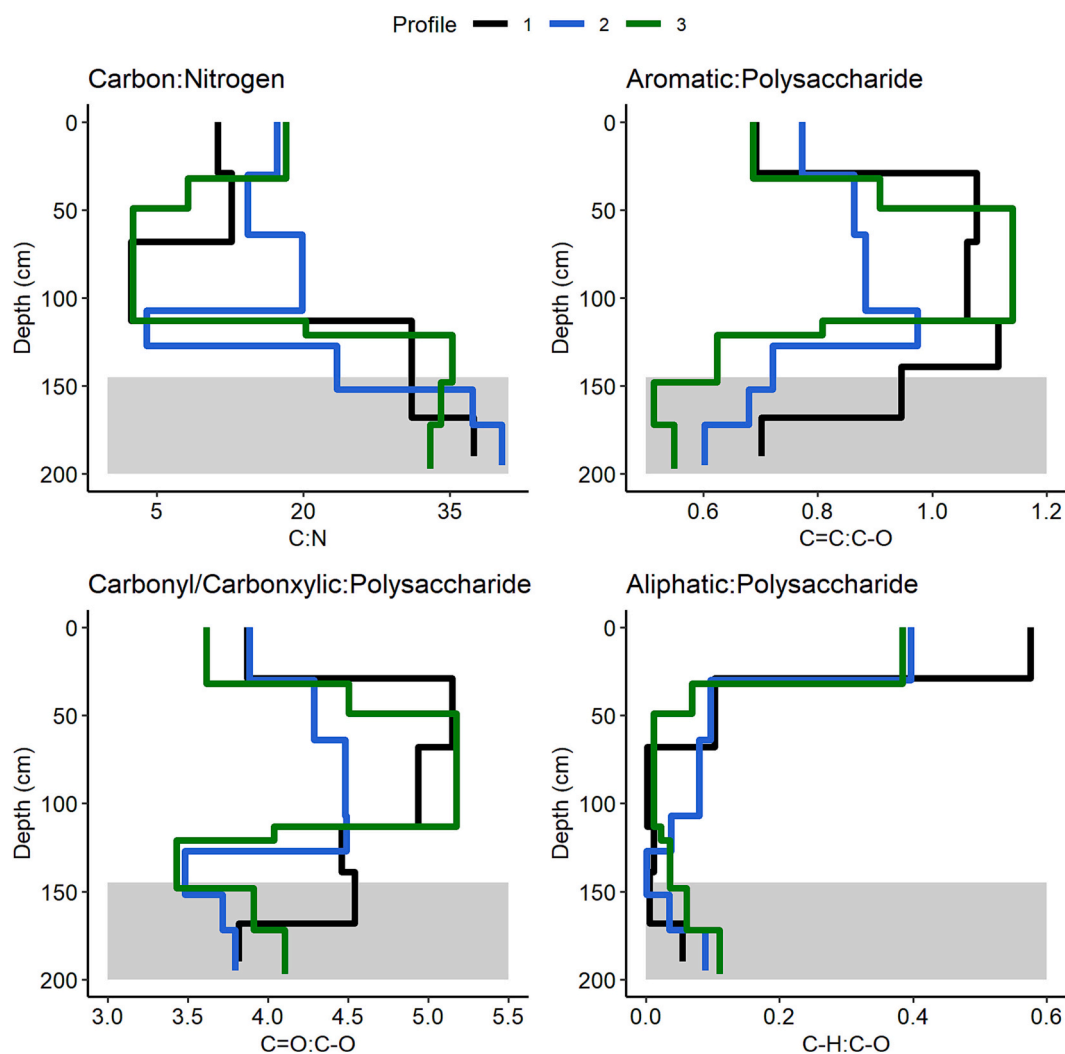 Profile 1 2 3
Carbon:Nitrogen
0
50
100
150
200
Depth (cm)
5 20 35
C:N
Aromatic:Polysaccharide
0
50
100
150
200
Depth (cm)
0.6 0.8 1.0 1.2
C=C:C-O
Carbonyl/Carbonxylic:Polysaccharide
0
50
100
150
200
Depth (cm)
3.0 3.5 4.0 4.5 5.0 5.5
C=O:C-O
Aliphatic:Polysaccharide
0
50
100
150
200
Depth (cm)
0.0 0.2 0.4 0.6
C-H:C-O